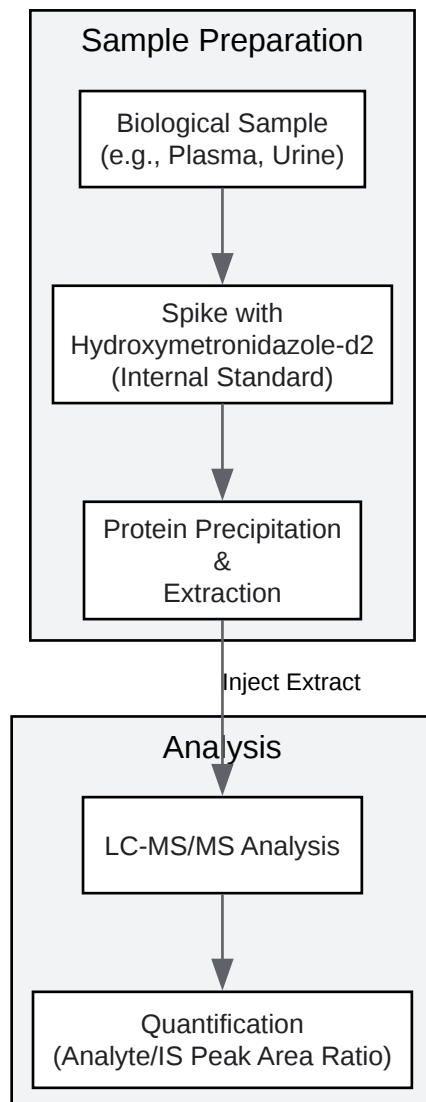 Sample Preparation
Biological Sample
(e.g., Plasma, Urine)
Spike with
Hydroxymetronidazole-d2
(Internal Standard)
Protein Precipitation
&
Extraction
Inject Extract
Analysis
LC-MS/MS Analysis
Quantification
(Analyte/IS Peak Area Ratio)